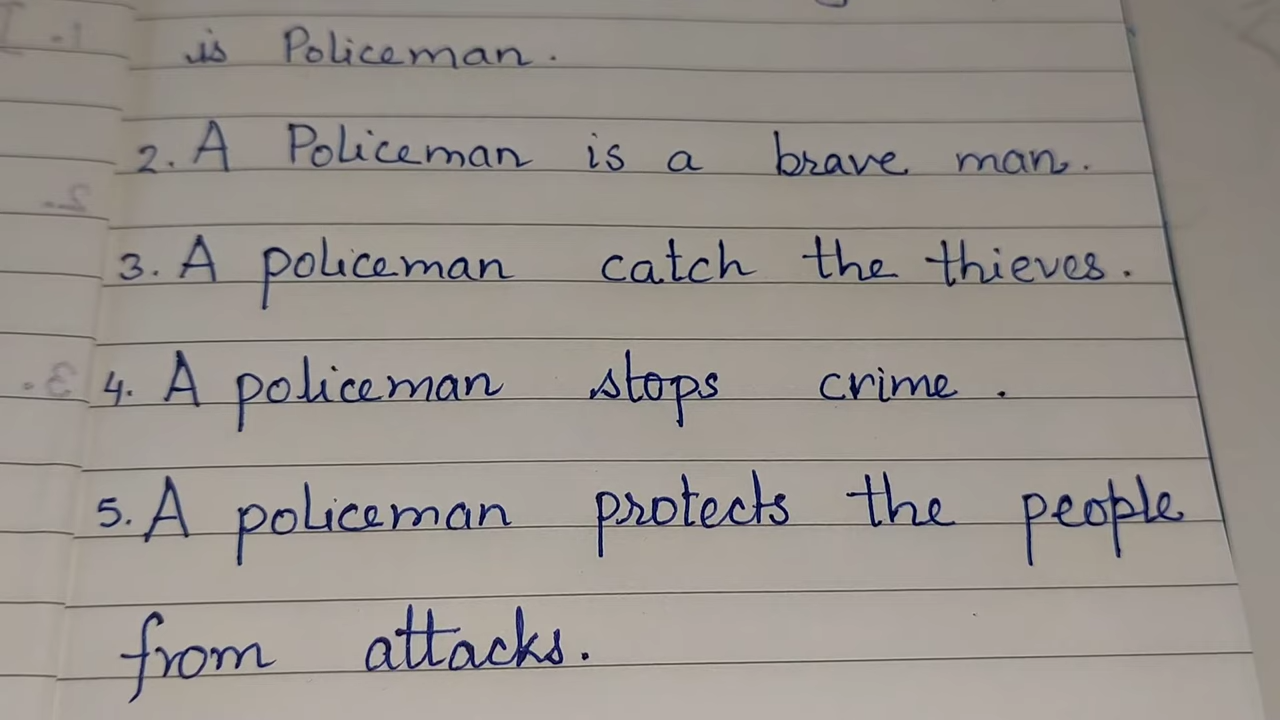 is Policeman.
2. A Policeman is a brave man.
3. A policeman catch the thieves.
4. A policeman stops crime.
5. A policeman protects the people
from attacks.